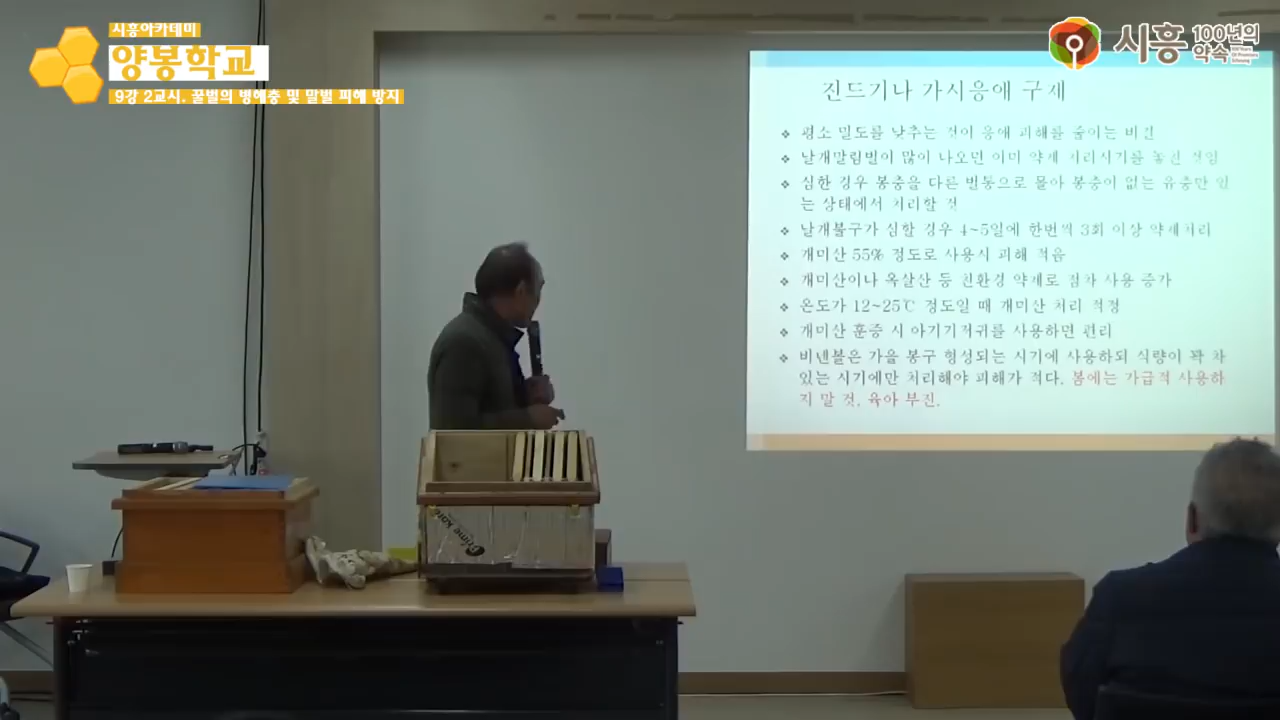 시흥아카데미
양봉학교
9강 2교시. 꿀벌의 병해충 및 말벌 피해 방지
시흥 100년의 약속
진드기나 가시응애 구제
평소 밀도를 낮추는 것이 응애 피해를 줄이는 비결
날개말림벌이 많이 나오면 이미 약제 처리시기를 놓친 것임
심한 경우 봉충을 다른 벌통으로 몰아 봉충이 없는 유충만 있
는 상태에서 처리할 것
날개불구가 심할 경우 4~5일에 한번씩 3회 이상 약제처리
개미산 55% 정도로 사용시 피해 적음
개미산이나 옥살산 등 친환경 약제로 점차 사용 증가
온도가 12~25℃ 정도일 때 개미산 처리 적정
개미산 훈증 시 아기기저귀를 사용하면 편리
비넨볼은 가을 봉구 형성되는 시기에 사용하되 식량이 꽉 차
있는 시기에만 처리해야 피해가 적다. 봄에는 가급적 사용하
지 말 것. 육아 부진.
Prime